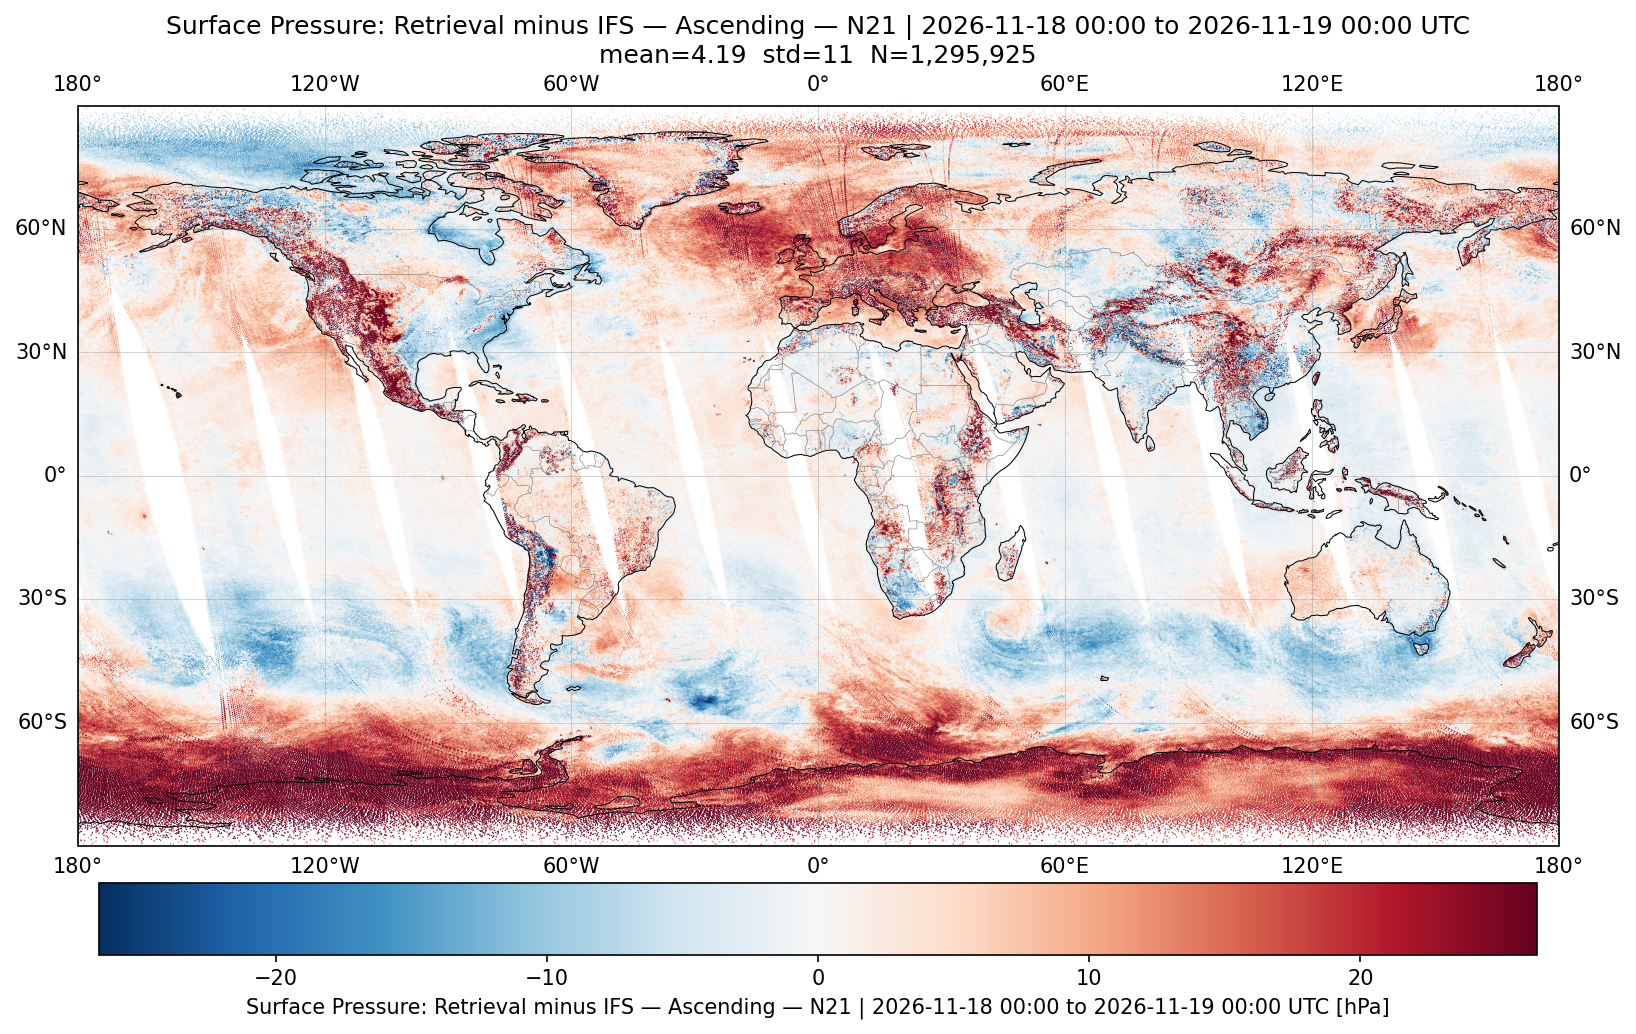 Surface Pressure: Retrieval minus IFS — Ascending — N21 | 2026-11-18 00:00 to 2026-11-19 00:00 UTC
mean=4.19  std=11  N=1,295,925
180° 120°W 60°W 0° 60°E 120°E 180°
60°N 60°N
30°N 30°N
0° 0°
30°S 30°S
60°S 60°S
180° 120°W 60°W 0° 60°E 120°E 180°
−20 −10 0 10 20
Surface Pressure: Retrieval minus IFS — Ascending — N21 | 2026-11-18 00:00 to 2026-11-19 00:00 UTC [hPa]